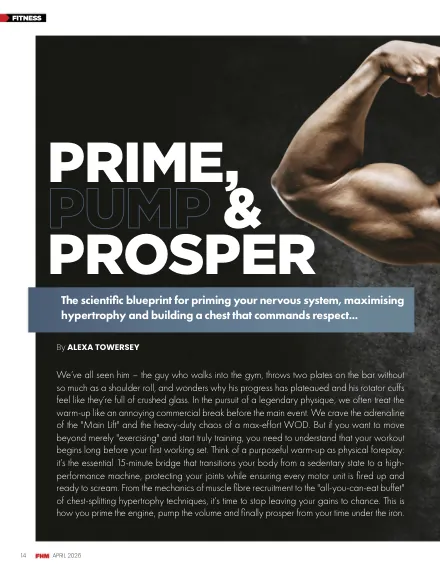 FITNESS
PRIME,
PUMP &
PROSPER
The scientific blueprint for priming your nervous system, maximising
hypertrophy and building a chest that commands respect...
By ALEXA TOWERSEY
We've all seen him – the guy who walks into the gym, throws two plates on the bar without
so much as a shoulder roll, and wonders why his progress has plateaued and his rotator cuffs
feel like they're full of crushed glass. In the pursuit of a legendary physique, we often treat the
warm-up like an annoying commercial break before the main event. We crave the adrenaline
of the "Main Lift" and the heavy-duty chaos of a max-effort WOD. But if you want to move
beyond merely "exercising" and start truly training, you need to understand that your workout
begins long before your first working set. Think of a purposeful warm-up as physical foreplay:
it's the essential 15-minute bridge that transitions your body from a sedentary state to a high-
performance machine, protecting your joints while ensuring every motor unit is fired up and
ready to scream. From the mechanics of muscle fibre recruitment to the "all-you-can-eat buffet"
of chest-splitting hypertrophy techniques, it's time to stop leaving your gains to chance. This is
how you prime the engine, pump the volume and finally prosper from your time under the iron.
14 FHM APRIL 2026